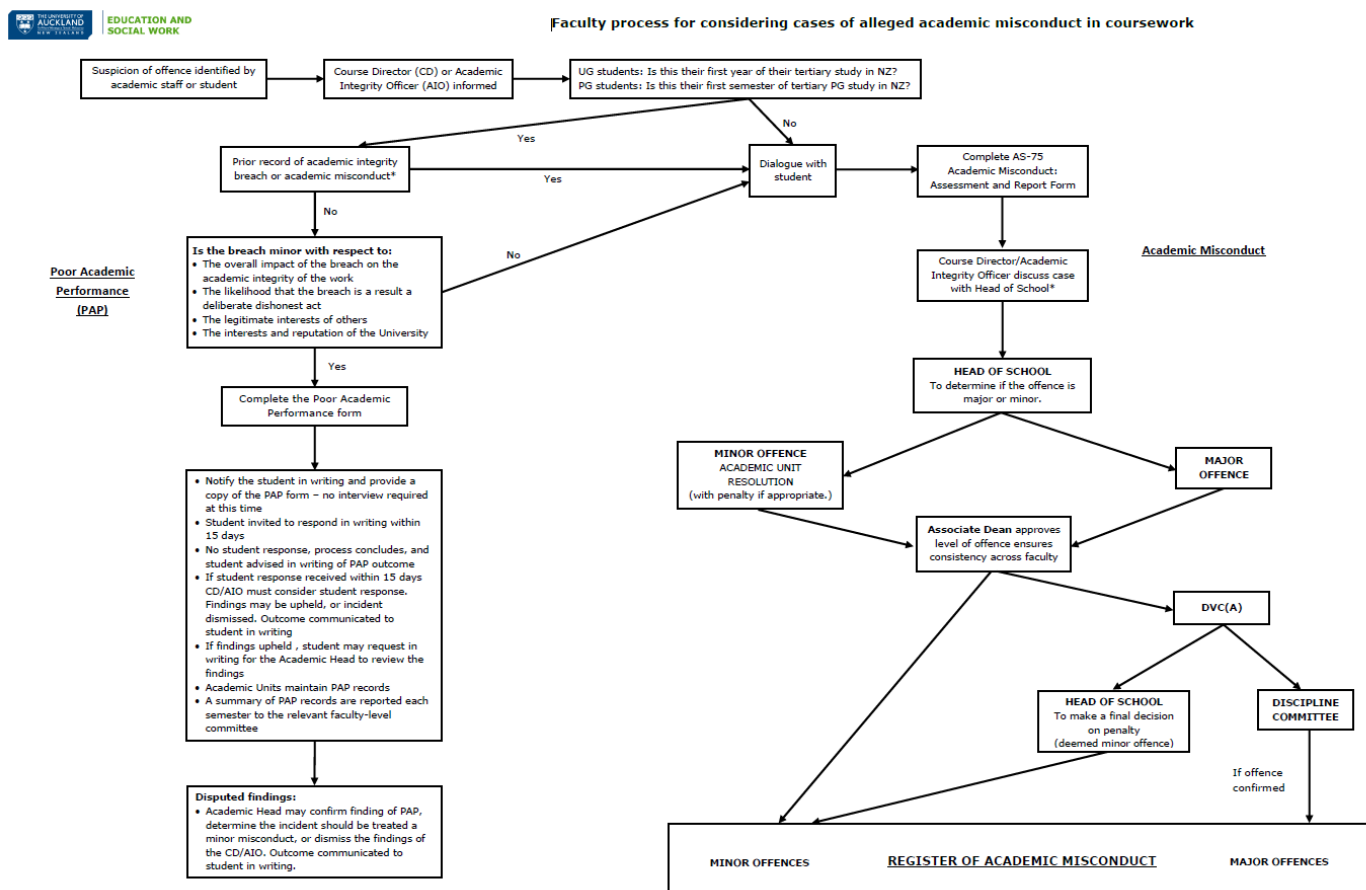 THE UNIVERSITY OF
AUCKLAND
NEW ZEALAND
EDUCATION AND
SOCIAL WORK
Faculty process for considering cases of alleged academic misconduct in coursework
Suspicion of offence identified by
academic staff or student
Course Director (CD) or Academic
Integrity Officer (AIO) informed
UG students: Is this their first year of their tertiary study in NZ?
PG students: Is this their first semester of tertiary PG study in NZ?
Yes
No
Prior record of academic integrity
breach or academic misconduct*
Yes
Dialogue with
student
Complete AS-75
Academic Misconduct:
Assessment and Report Form
No
Poor Academic
Performance
(PAP)
Is the breach minor with respect to:
• The overall impact of the breach on the
academic integrity of the work
• The likelihood that the breach is a result a
deliberate dishonest act
• The legitimate interests of others
• The interests and reputation of the University
No
Course Director/Academic
Integrity Officer discuss case
with Head of School*
Academic Misconduct
Yes
Complete the Poor Academic
Performance form
HEAD OF SCHOOL
To determine if the offence is
major or minor.
MINOR OFFENCE
ACADEMIC UNIT
RESOLUTION
(with penalty if appropriate.)
MAJOR
OFFENCE
• Notify the student in writing and provide a
copy of the PAP form – no interview required
at this time
• Student invited to respond in writing within
15 days
• No student response, process concludes, and
student advised in writing of PAP outcome
• If student response received within 15 days
CD/AIO must consider student response.
Findings may be upheld, or incident
dismissed. Outcome communicated to
student in writing
• If findings upheld , student may request in
writing for the Academic Head to review the
findings
• Academic Units maintain PAP records
• A summary of PAP records are reported each
semester to the relevant faculty-level
committee
Associate Dean approves
level of offence ensures
consistency across faculty
DVC(A)
HEAD OF SCHOOL
To make a final decision
on penalty
(deemed minor offence)
DISCIPLINE
COMMITTEE
If offence
confirmed
Disputed findings:
• Academic Head may confirm finding of PAP,
determine the incident should be treated a
minor misconduct, or dismiss the findings of
the CD/AIO. Outcome communicated to
student in writing.
MINOR OFFENCES
REGISTER OF ACADEMIC MISCONDUCT
MAJOR OFFENCES